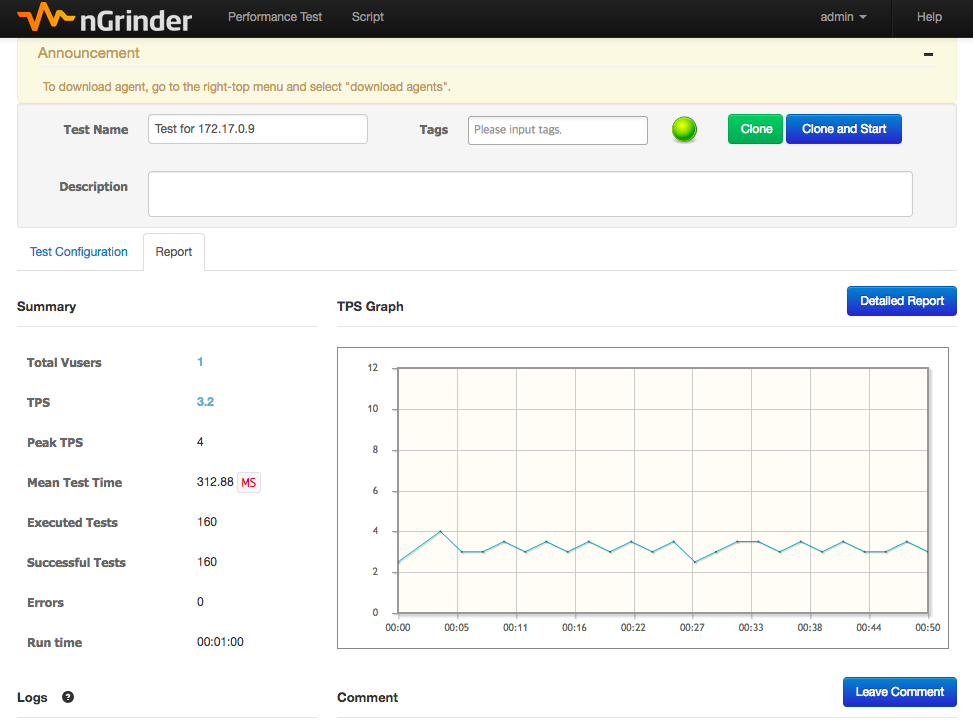 nGrinder Performance Test Script admin Help
Announcement
To download agent, go to the right-top menu and select "download agents".
Test Name Test for 172.17.0.9 Tags Please input tags. Clone Clone and Start
Description
Test Configuration Report
Summary TPS Graph Detailed Report
Total Vusers 1
TPS 3.2
Peak TPS 4
Mean Test Time 312.88 MS
Executed Tests 160
Successful Tests 160
Errors 0
Run time 00:01:00
12
10
8
6
4
2
0
00:00 00:05 00:11 00:16 00:22 00:27 00:33 00:38 00:44 00:50
Logs ? Comment Leave Comment